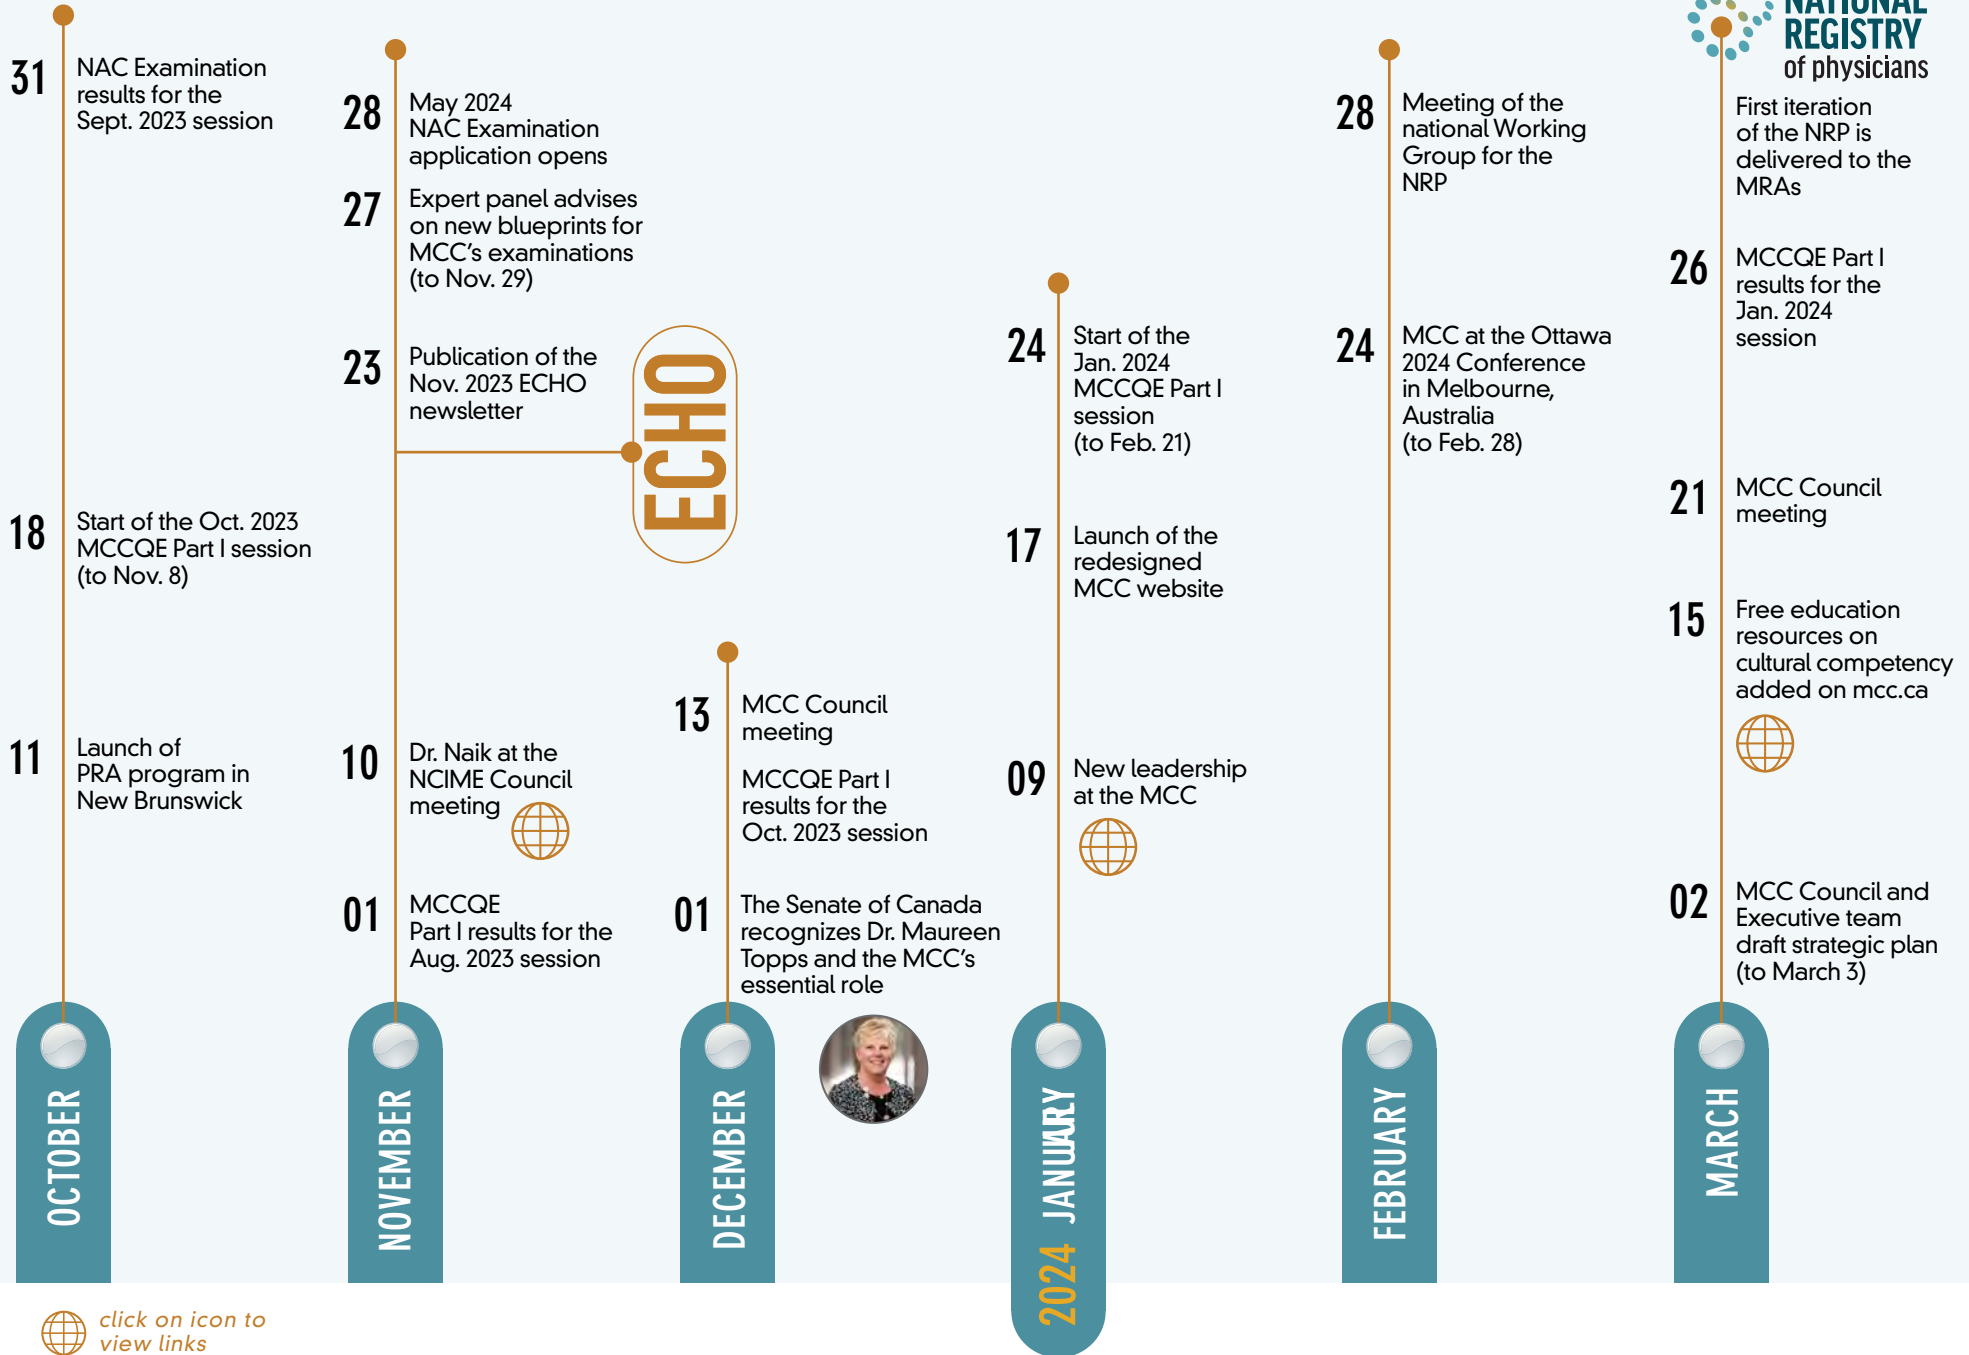 31
NAC Examination
results for the
Sept. 2023 session
18
Start of the Oct. 2023
MCCQE Part I session
(to Nov. 8)
11
Launch of
PRA program in
New Brunswick
OCTOBER
28
May 2024
NAC Examination
application opens
27
Expert panel advises
on new blueprints for
MCC's examinations
(to Nov. 29)
23
Publication of the
Nov. 2023 ECHO
newsletter
ECHO
10
Dr. Naik at the
NCIME Council
meeting
01
MCCQE
Part I results for the
Aug. 2023 session
NOVEMBER
13
MCC Council
meeting
MCCQE Part I
results for the
Oct. 2023 session
01
The Senate of Canada
recognizes Dr. Maureen
Topps and the MCC's
essential role
DECEMBER
24
Start of the
Jan. 2024
MCCQE Part I
session
(to Feb. 21)
17
Launch of the
redesigned
MCC website
09
New leadership
at the MCC
2024 JANUARY
28
Meeting of the
national Working
Group for the
NRP
24
MCC at the Ottawa
2024 Conference
in Melbourne,
Australia
(to Feb. 28)
FEBRUARY
NATIONAL
REGISTRY
of physicians
First iteration
of the NRP is
delivered to the
MRAs
26
MCCQE Part I
results for the
Jan. 2024
session
21
MCC Council
meeting
15
Free education
resources on
cultural competency
added on mcc.ca
02
MCC Council and
Executive team
draft strategic plan
(to March 3)
MARCH
click on icon to
view links